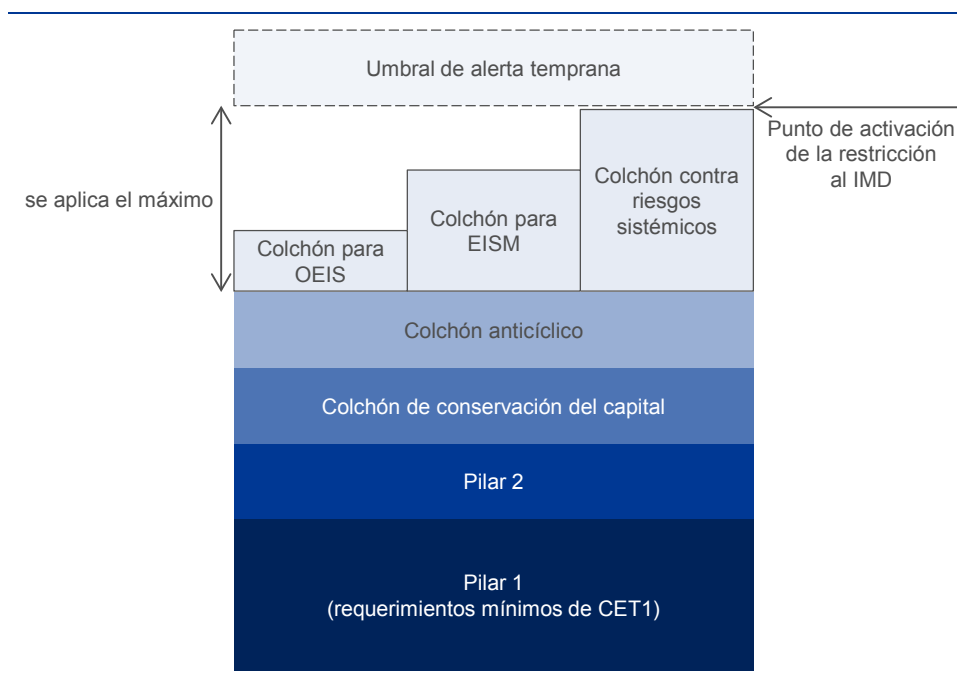 Umbral de alerta temprana
Punto de activación
de la restricción
al IMD
se aplica el máximo
Colchón para
OEIS
Colchón para
EISM
Colchón contra
riesgos
sistémicos
Colchón anticíclico
Colchón de conservación del capital
Pilar 2
Pilar 1
(requerimientos mínimos de CET1)